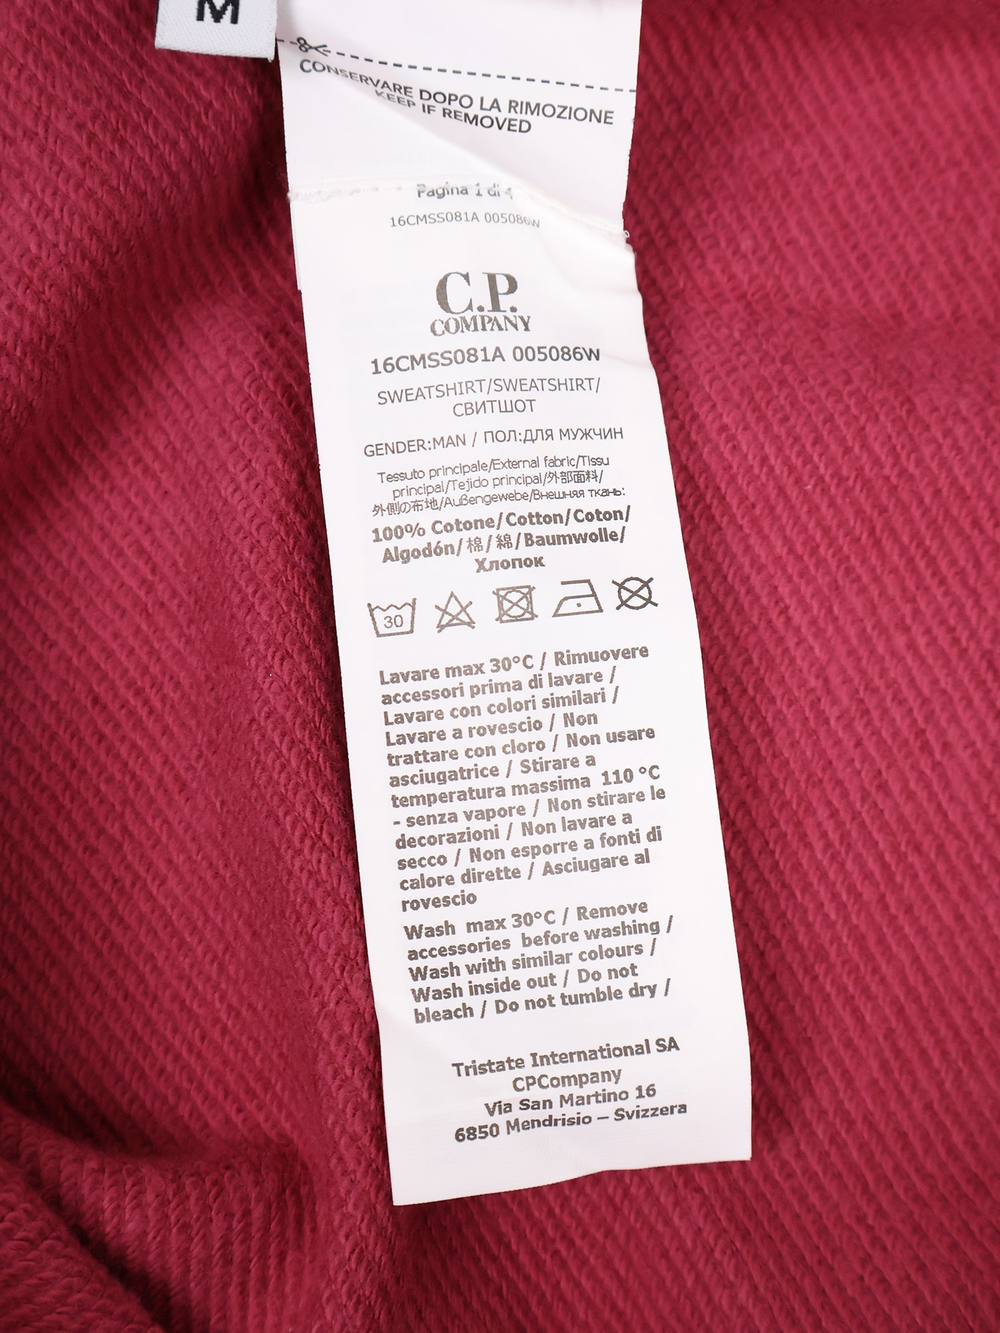 M
CONSERVARE DOPO LA RIMOZIONE
KEEP IF REMOVED
Pagina 1 di 4
16CMSS081A 005086W
C.P.
COMPANY
16CMSS081A 005086W
SWEATSHIRT/SWEATSHIRT/
СВИТШОТ
GENDER:MAN / ПОЛ:ДЛЯ МУЖЧИН
Tessuto principale/External fabric/Tissu
principal/Tejido principal/外部面料/
外側の布地/Außengewebe/Внешняя ткань:
100% Cotone/Cotton/Coton/
Algodón/棉/綿/Baumwolle/
Хлопок
30
Lavare max 30°C / Rimuovere
accessori prima di lavare /
Lavare con colori similari /
Lavare a rovescio / Non
trattare con cloro / Non usare
asciugatrice / Stirare a
temperatura massima 110 °C
- senza vapore / Non stirare le
decorazioni / Non lavare a
secco / Non esporre a fonti di
calore dirette / Asciugare al
rovescio
Wash max 30°C / Remove
accessories before washing /
Wash with similar colours /
Wash inside out / Do not
bleach / Do not tumble dry /
Tristate International SA
CPCompany
Via San Martino 16
6850 Mendrisio – Svizzera